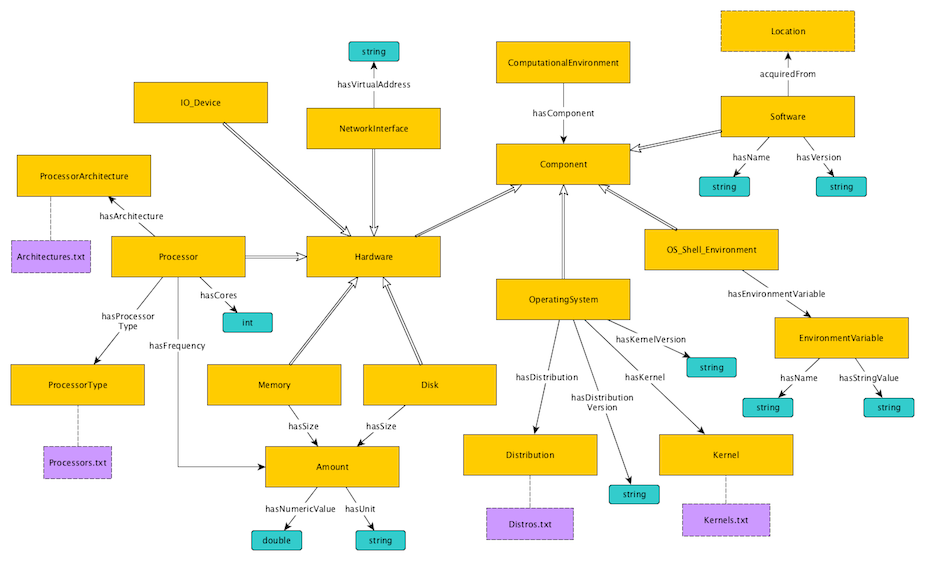 Location
string
ComputationalEnvironment
acquiredFrom
hasVirtualAddress
IO_Device
hasComponent
Software
NetworkInterface
hasName
hasVersion
Component
ProcessorArchitecture
string
string
hasArchitecture
Architectures.txt
Processor
Hardware
OS_Shell_Environment
hasCores
hasEnvironmentVariable
OperatingSystem
hasProcessor
Type
int
hasFrequency
hasKernelVersion
EnvironmentVariable
string
ProcessorType
Memory
Disk
hasDistribution
hasKernel
hasName
hasStringValue
hasDistribution
Version
string
string
hasSize
hasSize
Processors.txt
Amount
Distribution
Kernel
string
hasNumericValue
hasUnit
Distros.txt
Kernels.txt
double
string